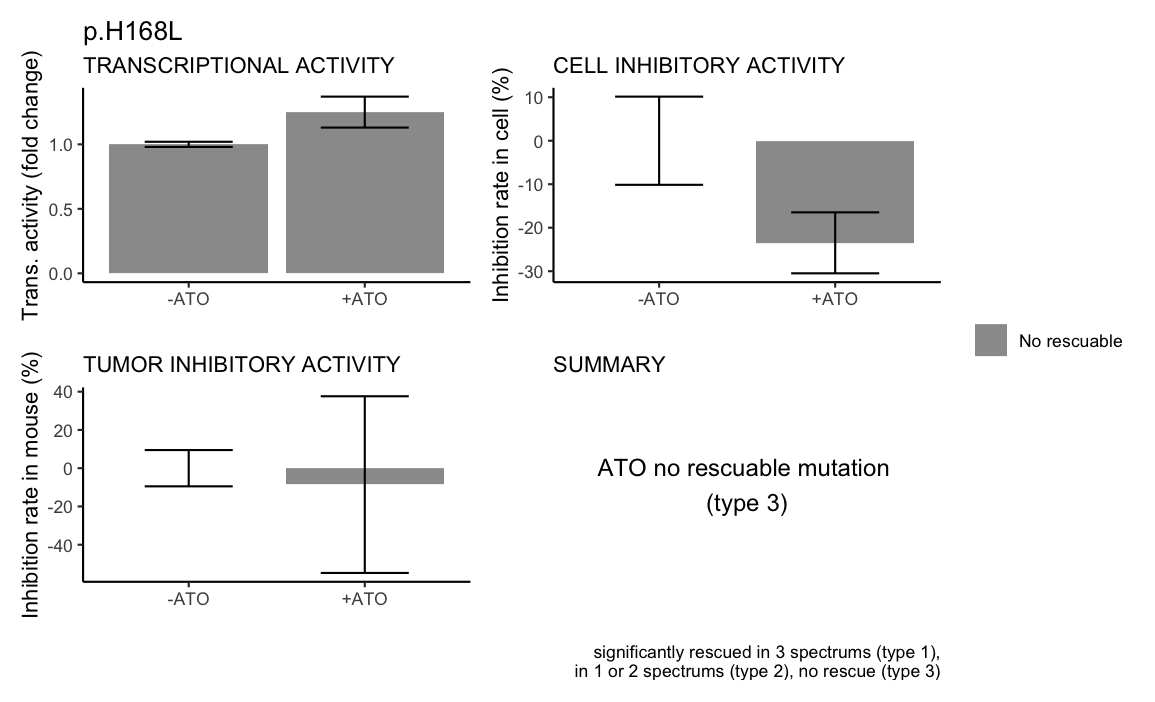 p.H168L
TRANSCRIPTIONAL ACTIVITY
Trans. activity (fold change)
1.0
0.5
0.0
-ATO
+ATO
CELL INHIBITORY ACTIVITY
Inhibition rate in cell (%)
10
0
-10
-20
-30
-ATO
+ATO
No rescuable
TUMOR INHIBITORY ACTIVITY
Inhibition rate in mouse (%)
40
20
0
-20
-40
-ATO
+ATO
SUMMARY
ATO no rescuable mutation
(type 3)
significantly rescued in 3 spectrums (type 1),
in 1 or 2 spectrums (type 2), no rescue (type 3)